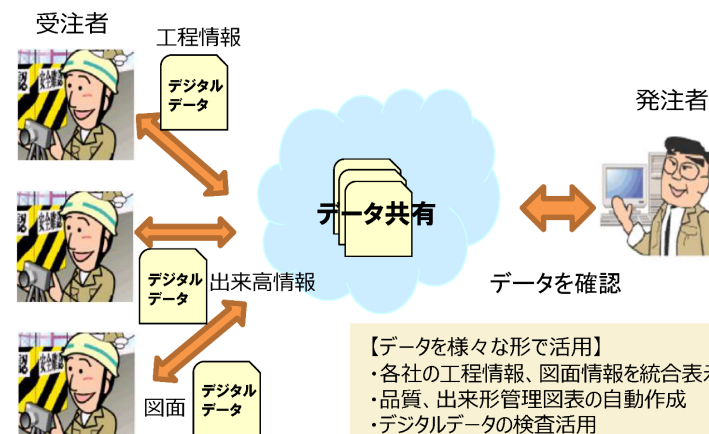 受注者
工程情報
デジタル
データ
発注者
データ共有
デジタル
データ
出来高情報
データを確認
図面
デジタル
データ
【データを様々な形で活用】
・各社の工程情報、図面情報を統合表示
・品質、出来形管理図表の自動作成
・デジタルデータの検査活用